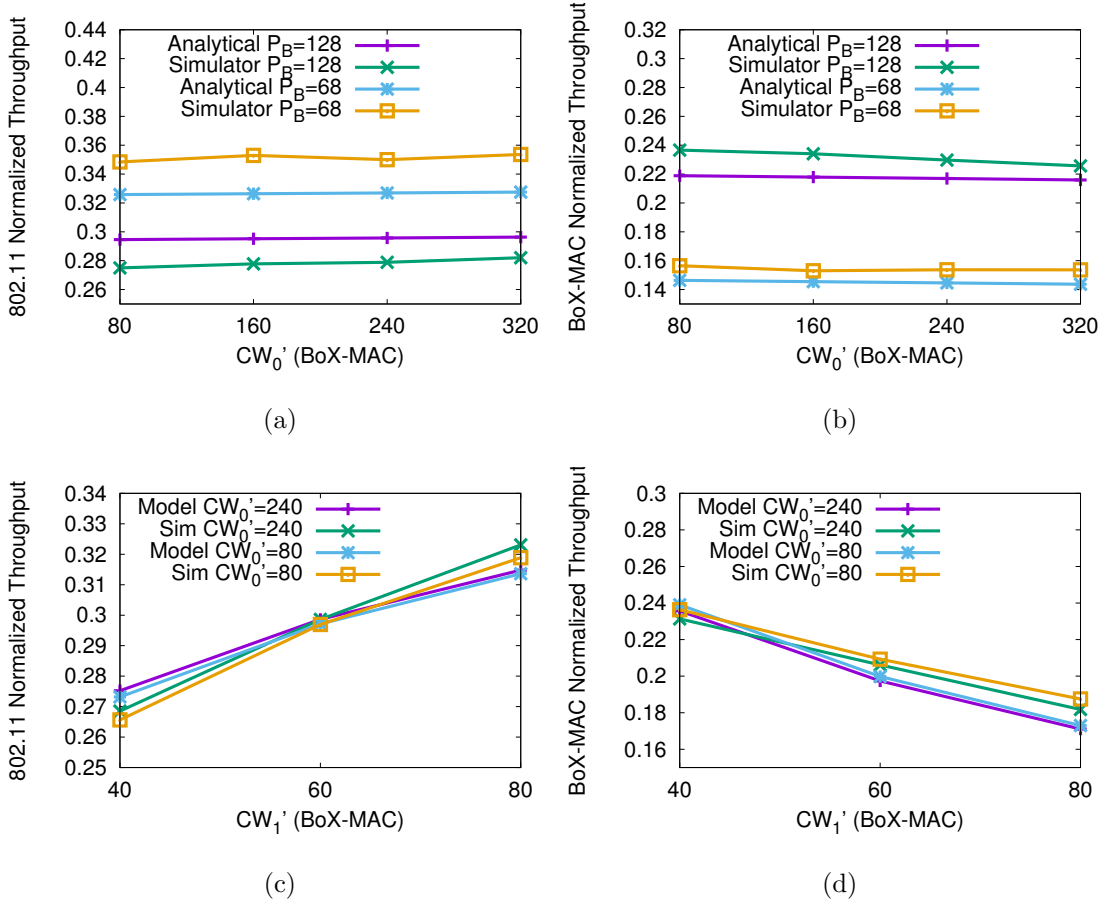 802.11 Normalized Throughput
0.44
0.42
0.4
0.38
0.36
0.34
0.32
0.3
0.28
0.26
Analytical P_B=128
Simulator P_B=128
Analytical P_B=68
Simulator P_B=68
80 160 240 320
CW_0' (BoX-MAC)
(a)
BoX-MAC Normalized Throughput
0.32
0.3
0.28
0.26
0.24
0.22
0.2
0.18
0.16
0.14
Analytical P_B=128
Simulator P_B=128
Analytical P_B=68
Simulator P_B=68
80 160 240 320
CW_0' (BoX-MAC)
(b)
802.11 Normalized Throughput
0.34
0.33
0.32
0.31
0.3
0.29
0.28
0.27
0.26
0.25
Model CW_0'=240
Sim CW_0'=240
Model CW_0'=80
Sim CW_0'=80
40 60 80
CW_1' (BoX-MAC)
(c)
BoX-MAC Normalized Throughput
0.3
0.28
0.26
0.24
0.22
0.2
0.18
0.16
Model CW_0'=240
Sim CW_0'=240
Model CW_0'=80
Sim CW_0'=80
40 60 80
CW_1' (BoX-MAC)
(d)